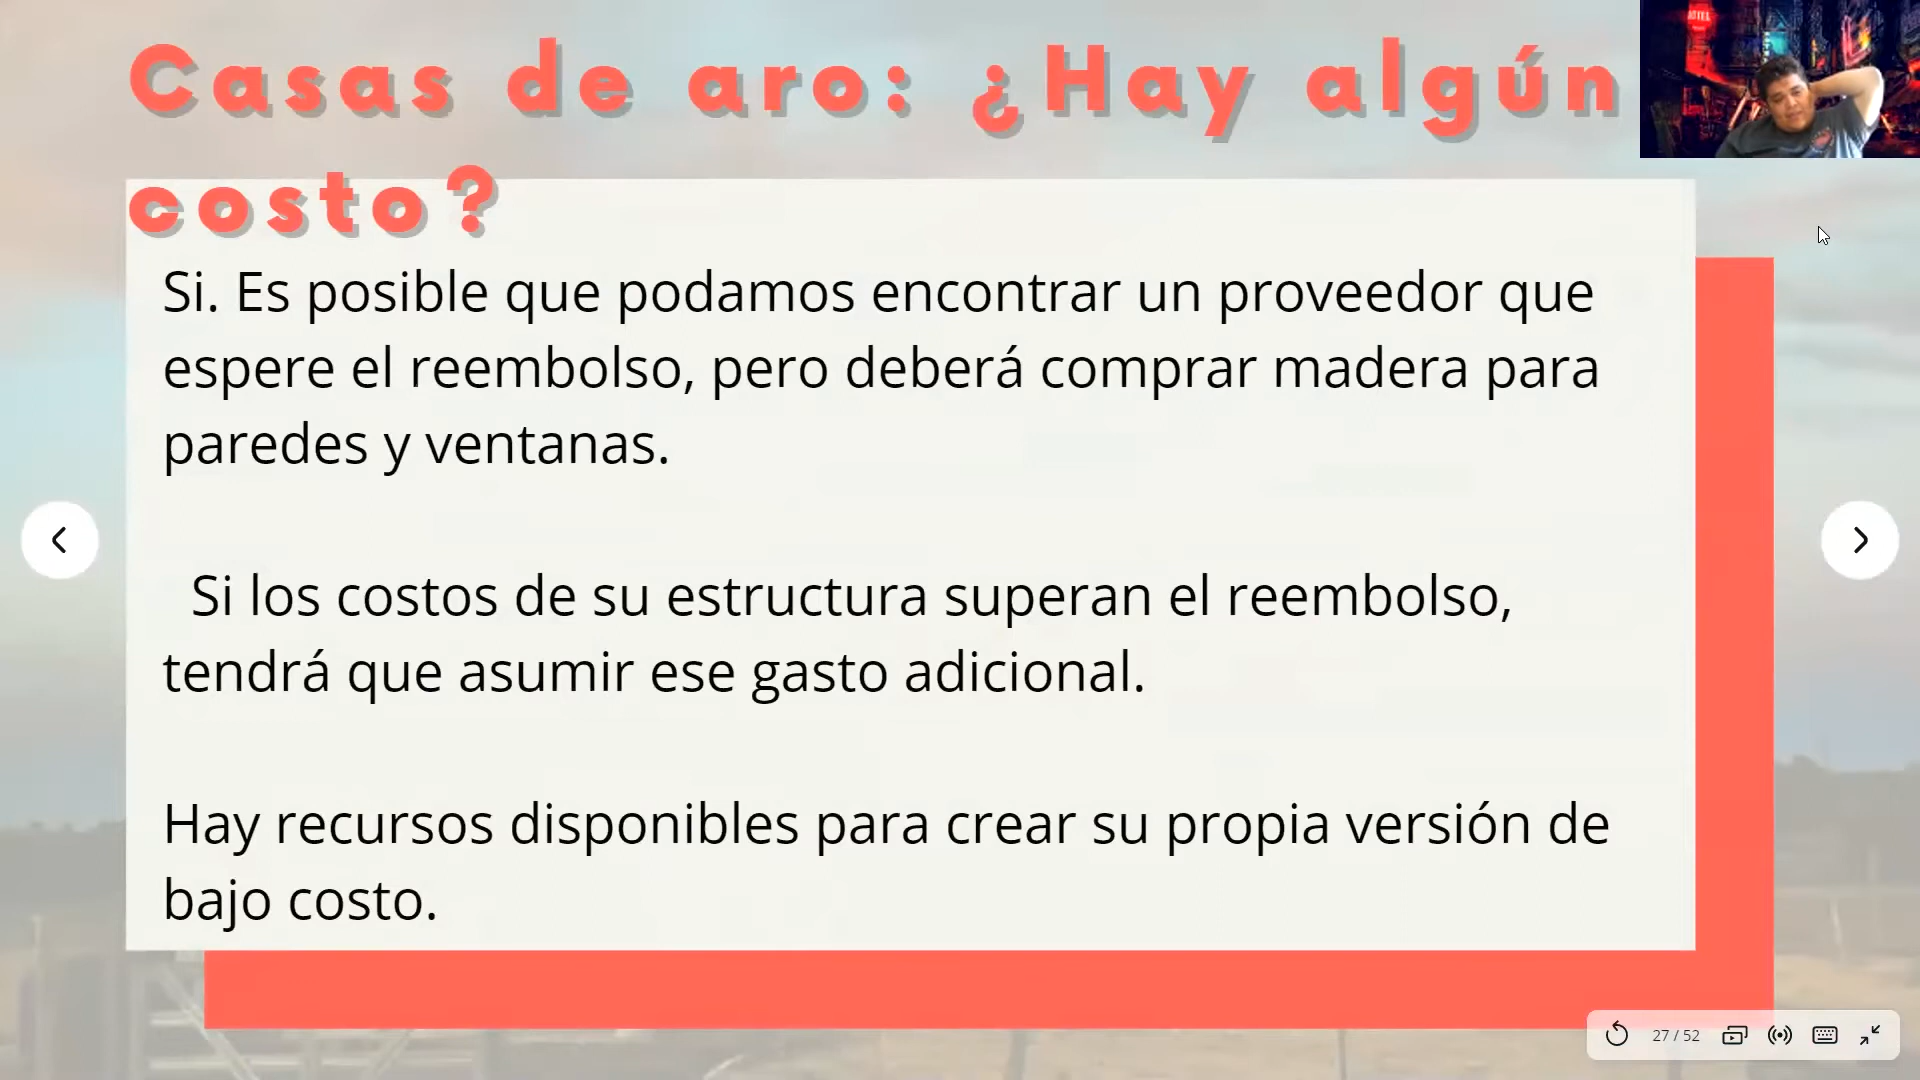 Casas de aro: ¿Hay algún
costo?
HOTEL
Si. Es posible que podamos encontrar un proveedor que
espere el reembolso, pero deberá comprar madera para
paredes y ventanas.
Si los costos de su estructura superan el reembolso,
tendrá que asumir ese gasto adicional.
Hay recursos disponibles para crear su propia versión de
bajo costo.
27 / 52